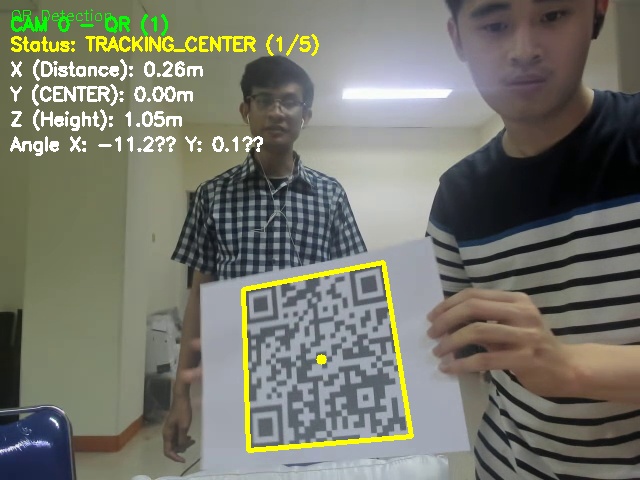 QR Detection
CAM 0 - QR (1)
Status: TRACKING_CENTER (1/5)
X (Distance): 0.26m
Y (CENTER): 0.00m
Z (Height): 1.05m
Angle X: -11.2?? Y: 0.1??